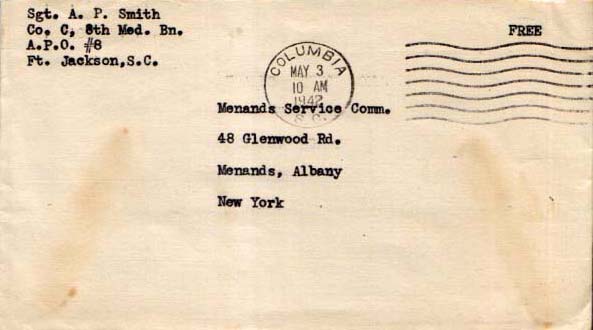 Sgt. A. P. Smith
Co. C, 8th Med. Bn.
A.P.O. #8
Ft. Jackson,S.C.
FREE
COLUMBIA
MAY 3
10 AM
1942
S.C.
Menands Service Comm.
48 Glenwood Rd.
Menands, Albany
New York